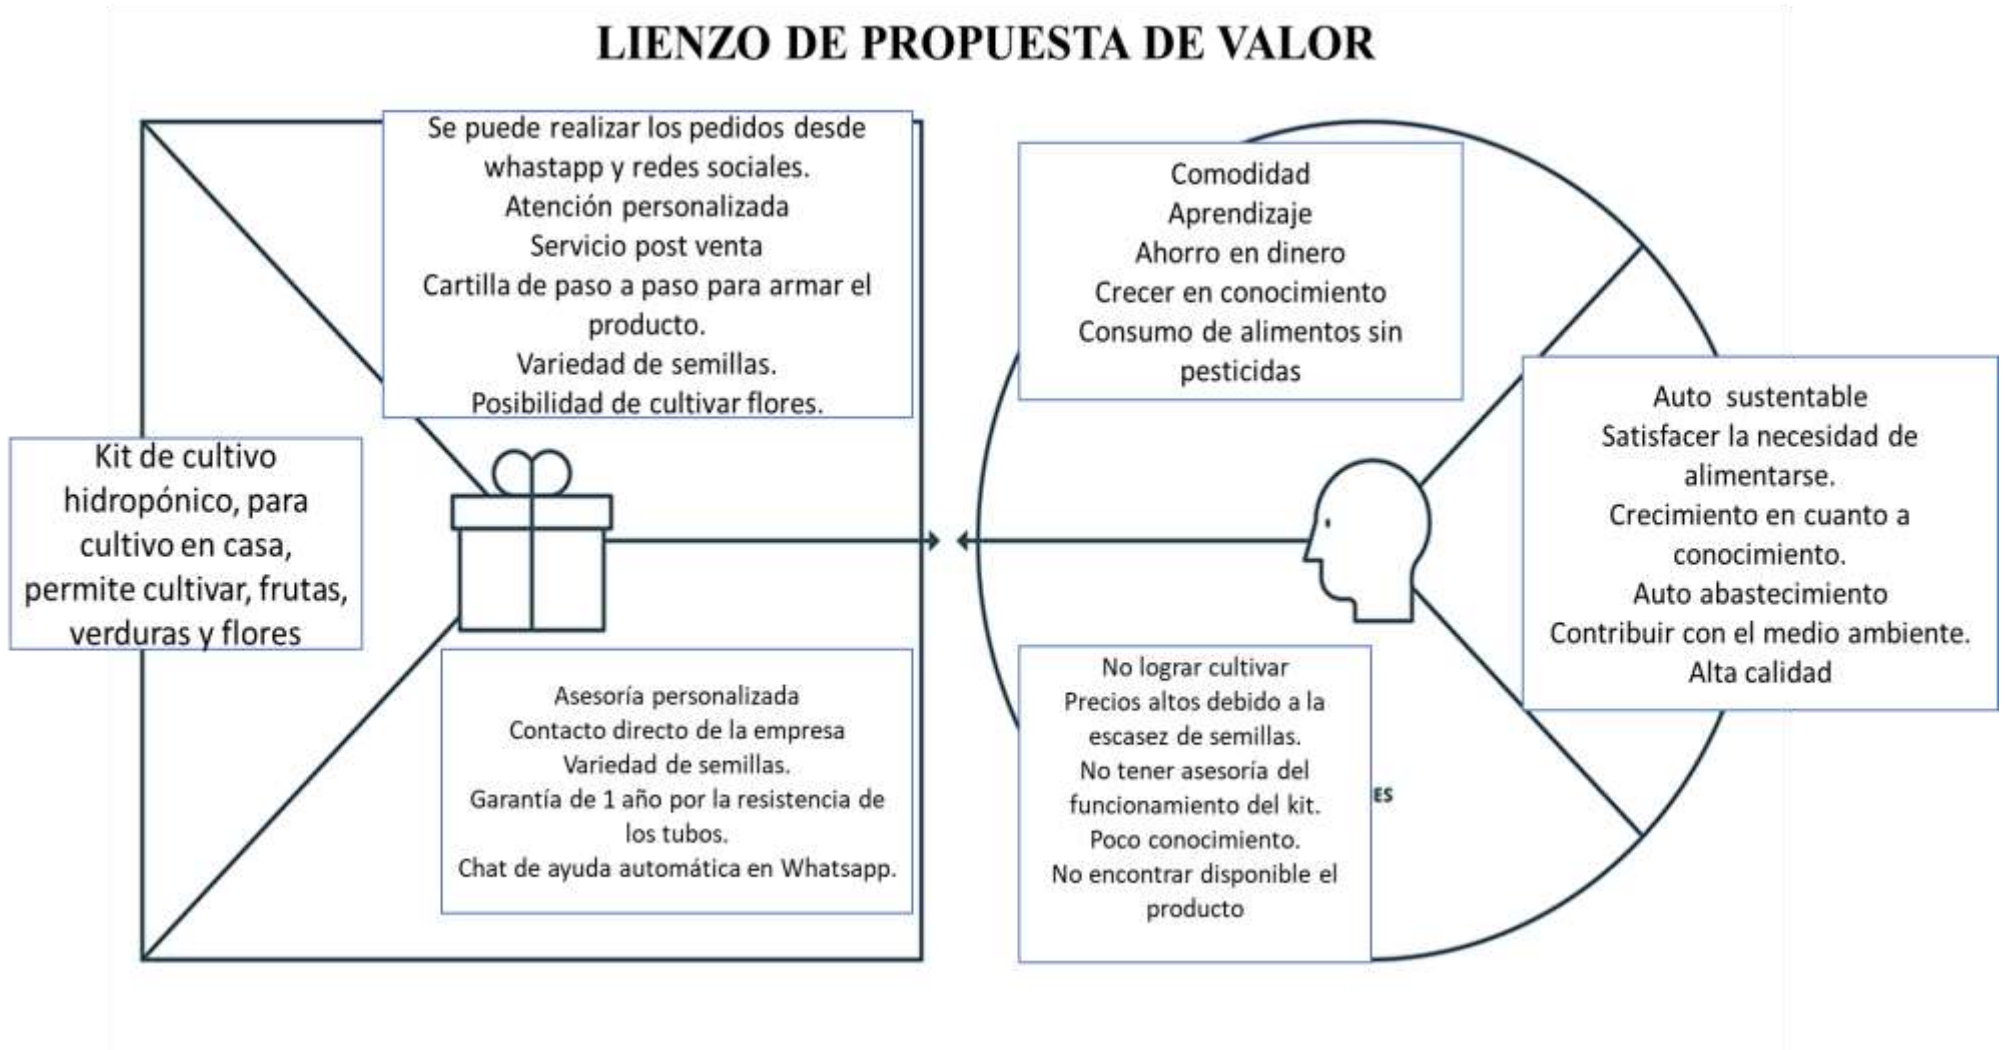 LIENZO DE PROPUESTA DE VALOR
Se puede realizar los pedidos desde
whastapp y redes sociales.
Atención personalizada
Servicio post venta
Cartilla de paso a paso para armar el
producto.
Variedad de semillas.
Posibilidad de cultivar flores.
Kit de cultivo
hidropónico, para
cultivo en casa,
permite cultivar, frutas,
verduras y flores
Asesoría personalizada
Contacto directo de la empresa
Variedad de semillas.
Garantía de 1 año por la resistencia de
los tubos.
Chat de ayuda automática en Whatsapp.
Comodidad
Aprendizaje
Ahorro en dinero
Crecer en conocimiento
Consumo de alimentos sin
pesticidas
Auto sustentable
Satisfacer la necesidad de
alimentarse.
Crecimiento en cuanto a
conocimiento.
Auto abastecimiento
Contribuir con el medio ambiente.
Alta calidad
No lograr cultivar
Precios altos debido a la
escasez de semillas.
No tener asesoría del
funcionamiento del kit.
Poco conocimiento.
No encontrar disponible el
producto
ES